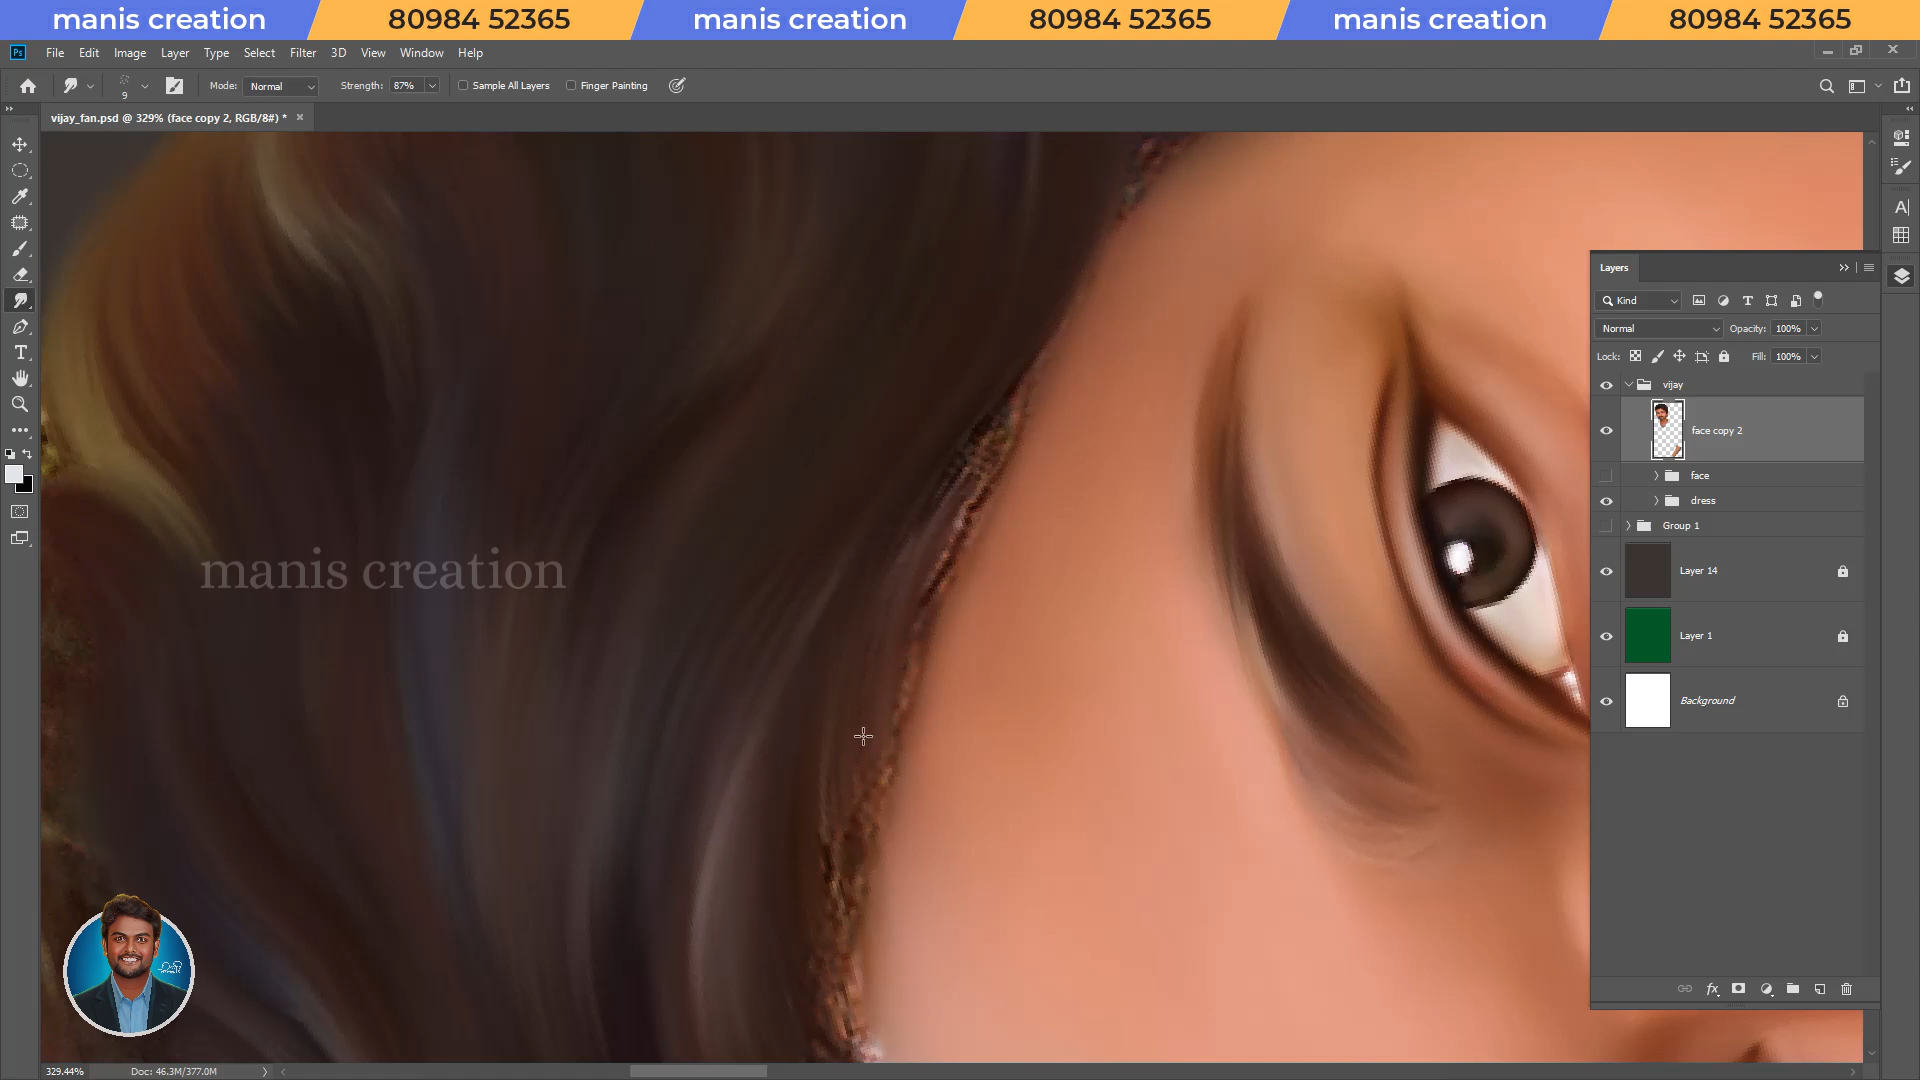 manis creation 80984 52365 manis creation 80984 52365 manis creation 80984 52365
Ps File Edit Image Layer Type Select Filter 3D View Window Help
9 Mode: Normal Strength: 87% Sample All Layers Finger Painting
vijay_fan.psd @ 329% (face copy 2, RGB/8#) * ×
Layers
Kind
Normal Opacity: 100%
Lock: Fill: 100%
vijay
face copy 2
face
dress
Group 1
Layer 14
Layer 1
Background
manis creation
329.44% Doc: 46.3M/377.0M